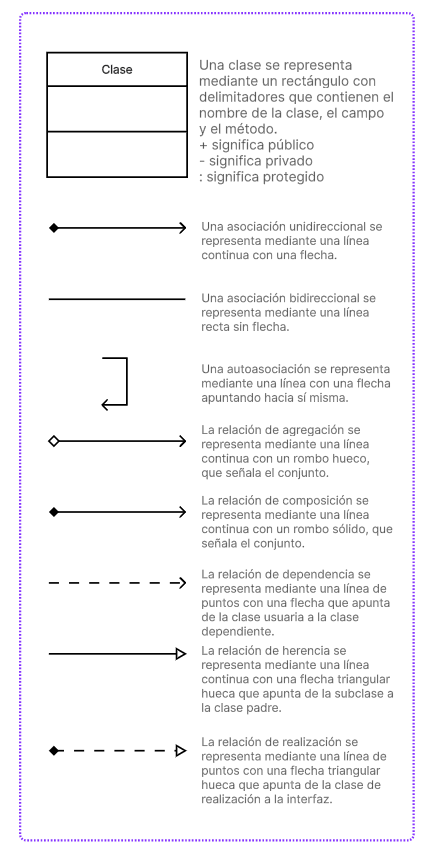 Clase
Una clase se representa
mediante un rectángulo con
delimitadores que contienen el
nombre de la clase, el campo
y el método.
+ significa público
- significa privado
: significa protegido
Una asociación unidireccional se
representa mediante una línea
continua con una flecha.
Una asociación bidireccional se
representa mediante una línea
recta sin flecha.
Una autoasociación se representa
mediante una línea con una flecha
apuntando hacia sí misma.
La relación de agregación se
representa mediante una línea
continua con un rombo hueco,
que señala el conjunto.
La relación de composición se
representa mediante una línea
continua con un rombo sólido, que
señala el conjunto.
La relación de dependencia se
representa mediante una línea de
puntos con una flecha que apunta
de la clase usuaria a la clase
dependiente.
La relación de herencia se
representa mediante una línea
continua con una flecha triangular
hueca que apunta de la subclase a
la clase padre.
La relación de realización se
representa mediante una línea de
puntos con una flecha triangular
hueca que apunta de la clase de
realización a la interfaz.